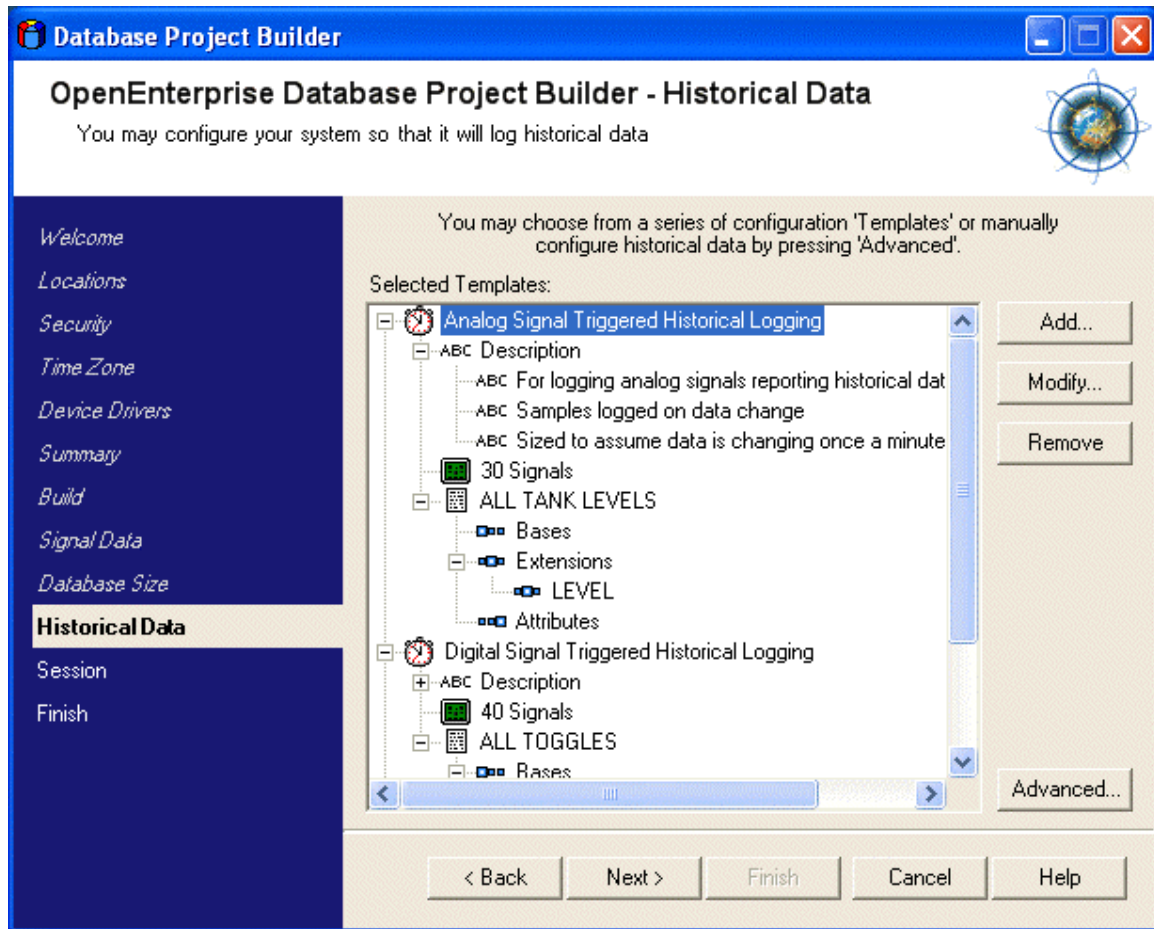 Database Project Builder
OpenEnterprise Database Project Builder - Historical Data
You may configure your system so that it will log historical data
Welcome
Locations
Security
Time Zone
Device Drivers
Summary
Build
Signal Data
Database Size
Historical Data
Session
Finish
You may choose from a series of configuration 'Templates' or manually
configure historical data by pressing 'Advanced'.
Selected Templates:
Analog Signal Triggered Historical Logging
ABC Description
ABC For logging analog signals reporting historical dat
ABC Samples logged on data change
ABC Sized to assume data is changing once a minute
30 Signals
ALL TANK LEVELS
Bases
Extensions
LEVEL
Attributes
Digital Signal Triggered Historical Logging
ABC Description
40 Signals
ALL TOGGLES
Bases
Add...
Modify...
Remove
Advanced...
< Back
Next >
Finish
Cancel
Help